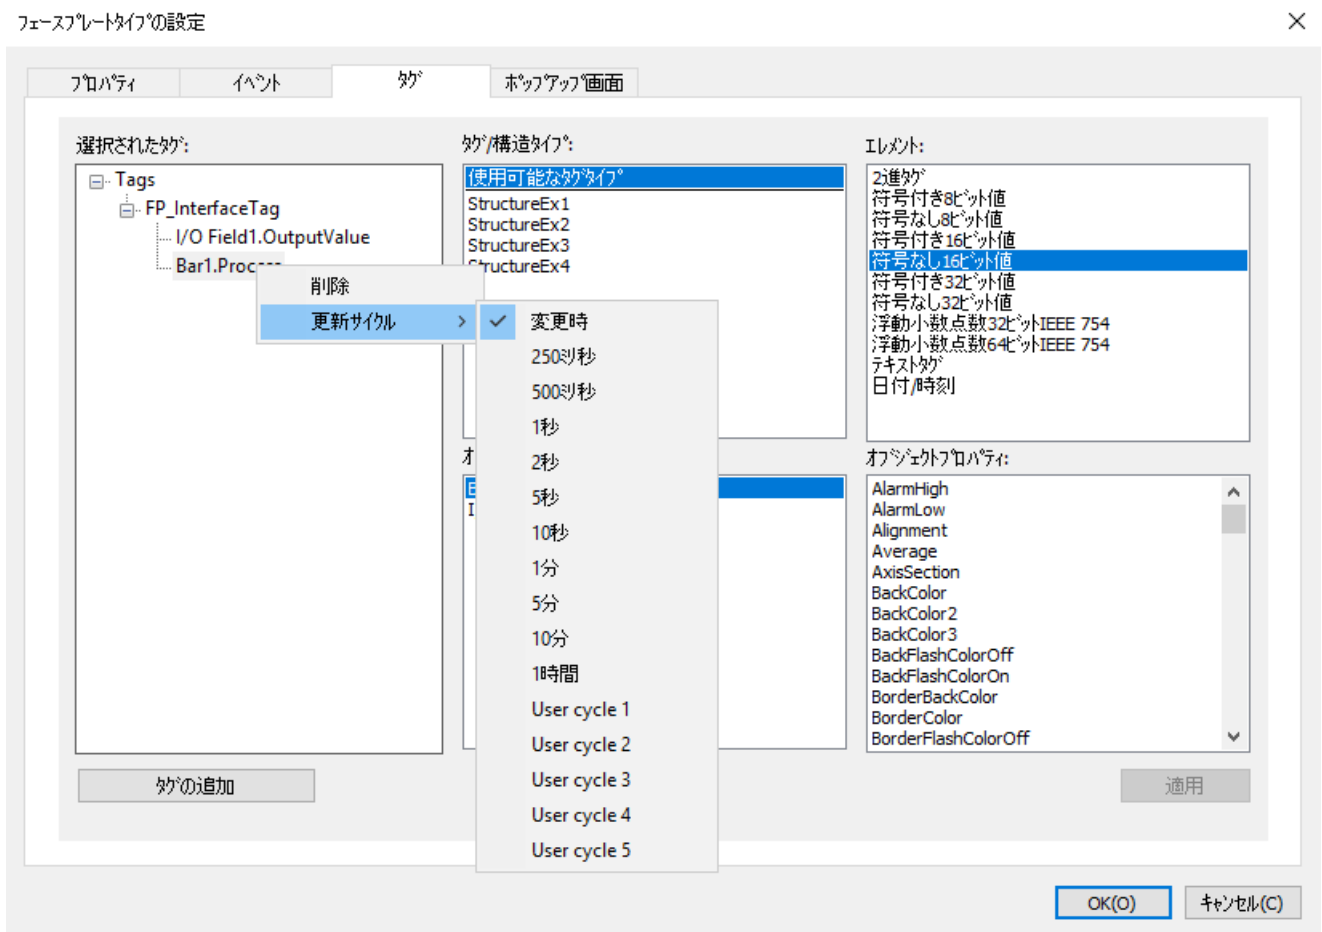 フェースプレートタイプの設定
プロパティ
イベント
タグ
ポップアップ画面
選択されたタグ:
Tags
FP_InterfaceTag
I/O Field1.OutputValue
Bar1.Process
削除
更新サイクル
変更時
250ミリ秒
500ミリ秒
1秒
2秒
5秒
10秒
1分
5分
10分
1時間
User cycle 1
User cycle 2
User cycle 3
User cycle 4
User cycle 5
タグの追加
タグ/構造タイプ:
使用可能なタグタイプ
StructureEx1
StructureEx2
StructureEx3
StructureEx4
オ
エレメント:
2進タグ
符号付き8ビット値
符号なし8ビット値
符号付き16ビット値
符号なし16ビット値
符号付き32ビット値
符号なし32ビット値
浮動小数点数32ビットIEEE 754
浮動小数点数64ビットIEEE 754
テキストタグ
日付/時刻
オブジェクトプロパティ:
AlarmHigh
AlarmLow
Alignment
Average
AxisSection
BackColor
BackColor2
BackColor3
BackFlashColorOff
BackFlashColorOn
BorderBackColor
BorderColor
BorderFlashColorOff
適用
OK(O)
キャンセル(C)